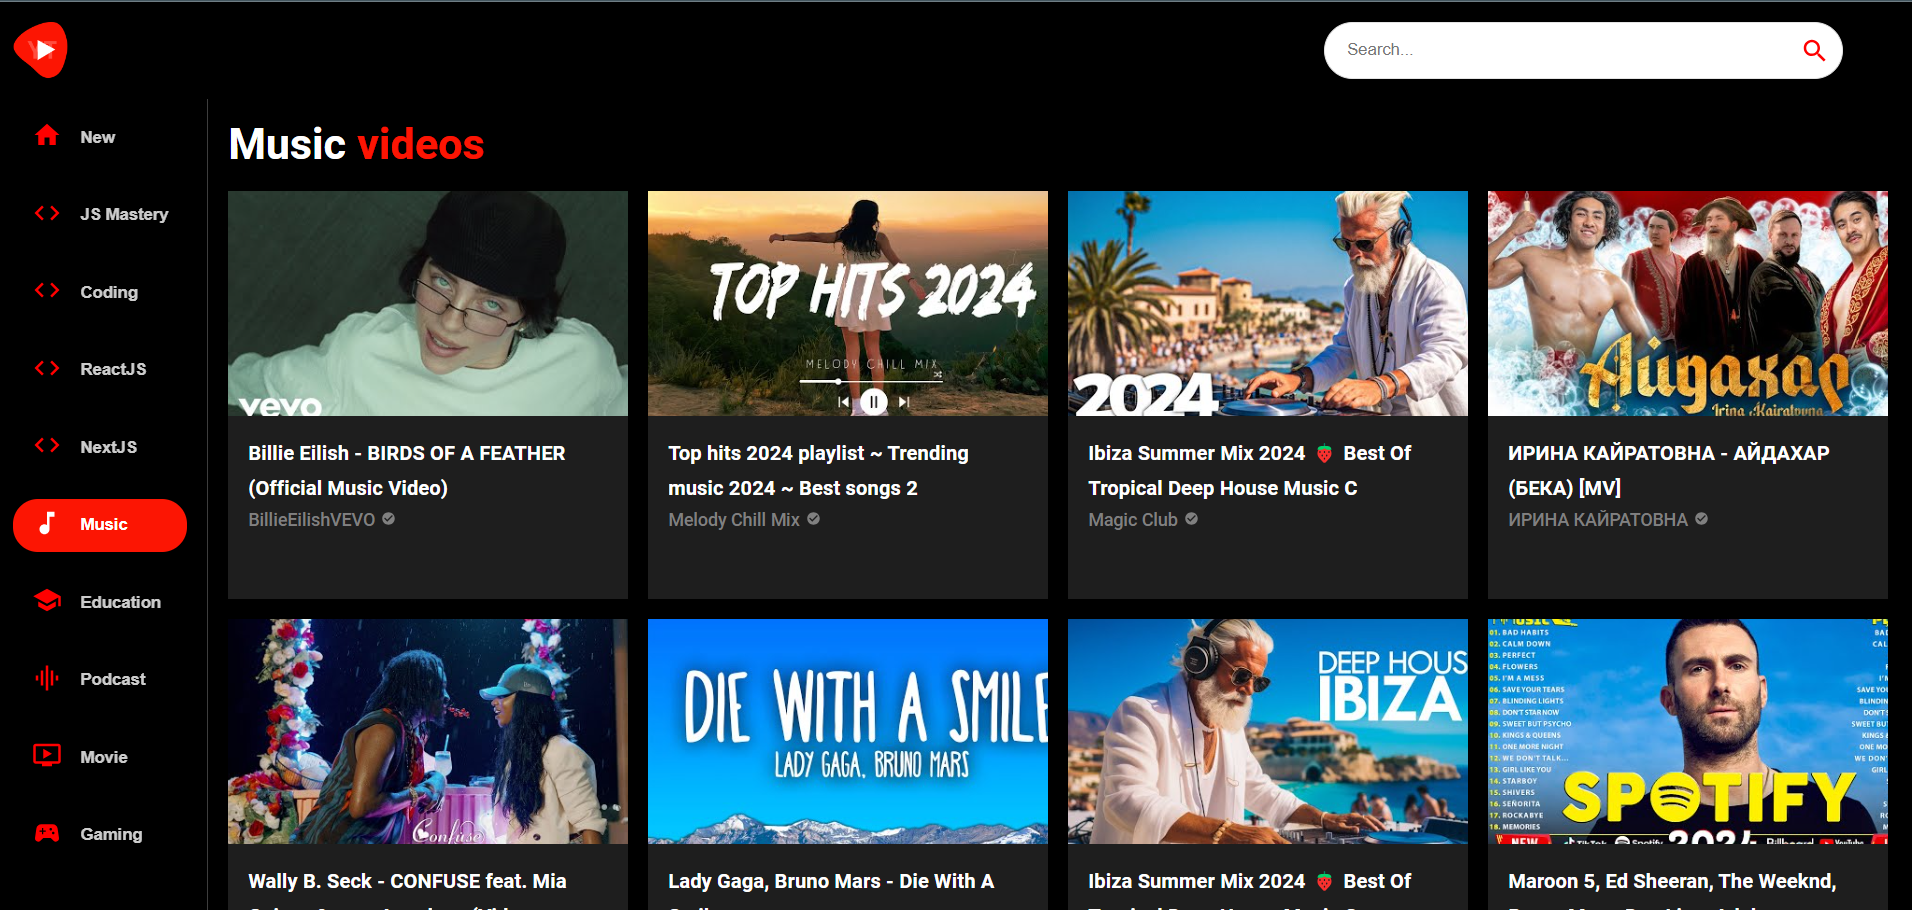 Search...
New
JS Mastery
Coding
ReactJS
NextJS
Music
Education
Podcast
Movie
Gaming
Music videos
vevo
Billie Eilish - BIRDS OF A FEATHER
(Official Music Video)
BillieEilishVEVO
TOP HITS 2024
MELODY CHILL MIX
Top hits 2024 playlist ~ Trending
music 2024 ~ Best songs 2
Melody Chill Mix
2024
Ibiza Summer Mix 2024 🍓 Best Of
Tropical Deep House Music C
Magic Club
Айдахар
Irina Kairatovna
ИРИНА КАЙРАТОВНА - АЙДАХАР
(БЕКА) [MV]
ИРИНА КАЙРАТОВНА
Confuse
Wally B. Seck - CONFUSE feat. Mia
DIE WITH A SMILE
LADY GAGA, BRUNO MARS
Lady Gaga, Bruno Mars - Die With A
DEEP HOUS
IBIZA
Ibiza Summer Mix 2024 🍓 Best Of
01. BAD HABITS
02. CALM DOWN
03. PERFECT
04. FLOWERS
05. I'M A MESS
06. SAVE YOUR TEARS
07. BLINDING LIGHTS
08. DON'T STAR NOW
09. SWEET BUT PSYCHO
10. KINGS & QUEENS
11. ONE MORE NIGHT
12. WE DON'T TALK...
13. GIRL LIKE YOU
14. STARBOY
15. SHIVERS
16. SEÑORITA
17. ROCKABYE
18. MEMORIES
SPOTIFY
2024
NEW TikTok Spotify Billboard YouTube
Maroon 5, Ed Sheeran, The Weeknd,